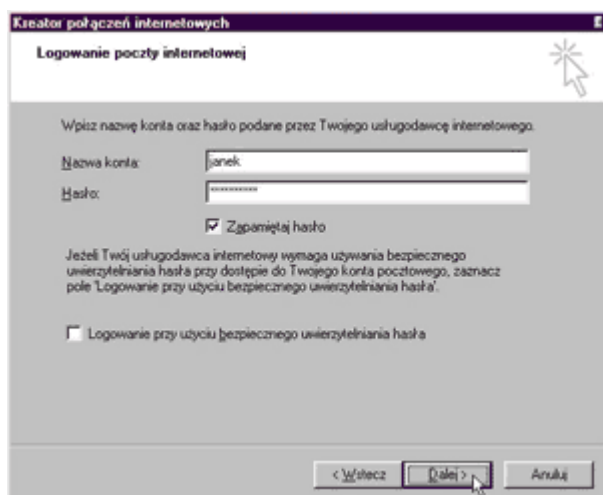 Kreator połączeń internetowych
Logowanie poczty internetowej
Wpisz nazwę konta oraz hasło podane przez Twojego usługodawcę internetowego.
Nazwa konta: janek
Hasło: **********
Zapamiętaj hasło
Jeżeli Twój usługodawca internetowy wymaga używania bezpiecznego
uwierzytelniania hasła przy dostępie do Twojego konta pocztowego, zaznacz
pole 'Logowanie przy użyciu bezpiecznego uwierzytelniania hasła'.
Logowanie przy użyciu bezpiecznego uwierzytelniania hasła
< Wstecz Dalej > Anuluj